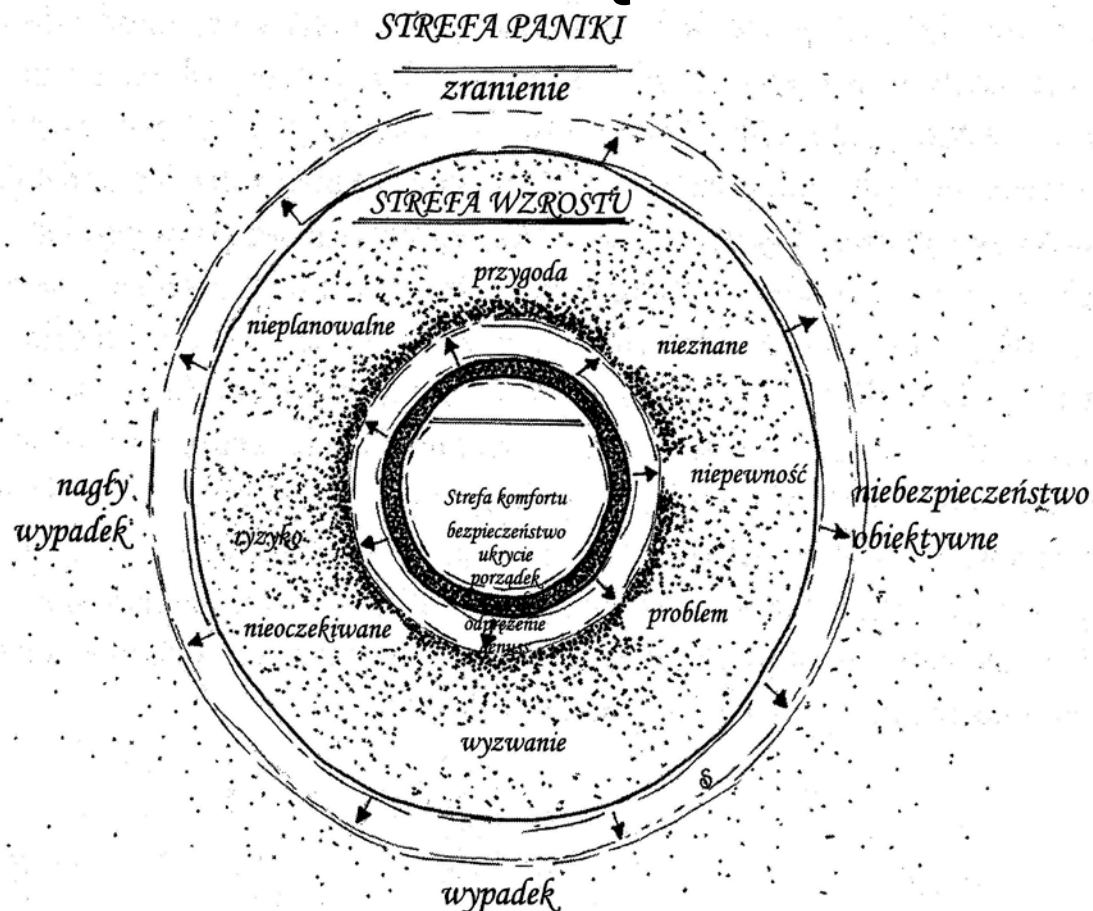 STREFA PANIKI
zranienie
STREFA WZROSTU
przygoda
nieplanowalne
nieznane
nagły
wypadek
niepewność
niebezpieczeństwo
obiektywne
Strefa komfortu
bezpieczeństwo
ukrycie
porządek
ryzyko
nieoczekiwane
odprężenie
problem
wyzwanie
wypadek